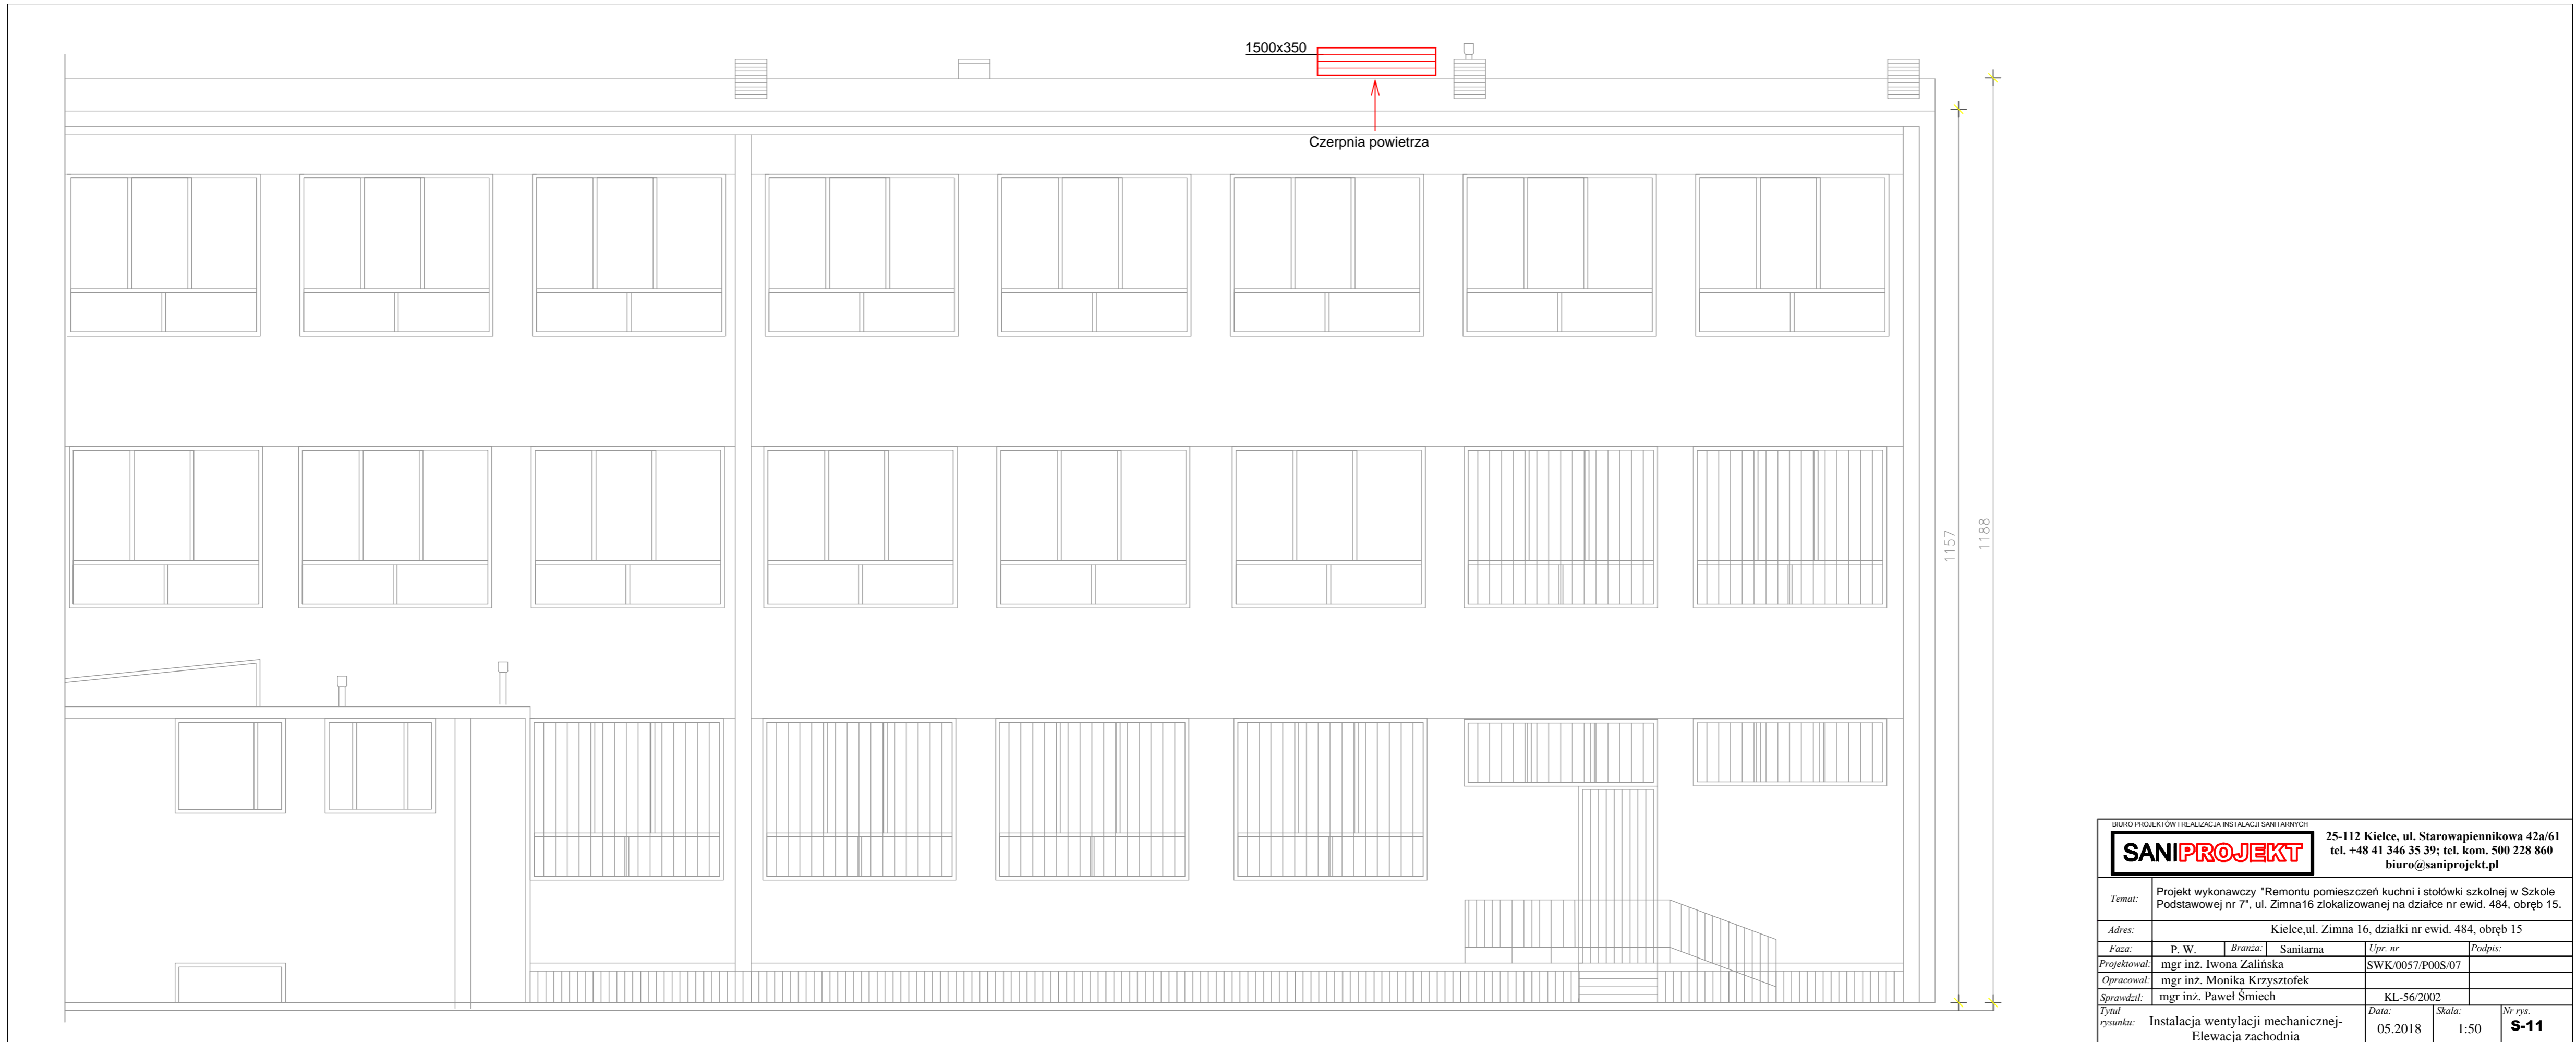 1500x350
Czerpnia powietrza
1157
1188
BIURO PROJEKTÓW I REALIZACJA INSTALACJI SANITARNYCH
SANIPROJEKT
25-112 Kielce, ul. Starowapiennikowa 42a/61
tel. +48 41 346 35 39; tel. kom. 500 228 860
biuro@saniprojekt.pl
Temat:
Projekt wykonawczy "Remontu pomieszczeń kuchni i stołówki szkolnej w Szkole
Podstawowej nr 7", ul. Zimna16 zlokalizowanej na działce nr ewid. 484, obręb 15.
Adres: Kielce,ul. Zimna 16, działki nr ewid. 484, obręb 15
Faza: P. W. Branża: Sanitarna Upr. nr Podpis:
Projektował: mgr inż. Iwona Zalińska SWK/0057/P00S/07
Opracował: mgr inż. Monika Krzysztofek
Sprawdził: mgr inż. Paweł Śmiech KL-56/2002
Tytuł rysunku: Instalacja wentylacji mechanicznej-
Elewacja zachodnia
Data: 05.2018
Skala: 1:50
Nr rys. S-11